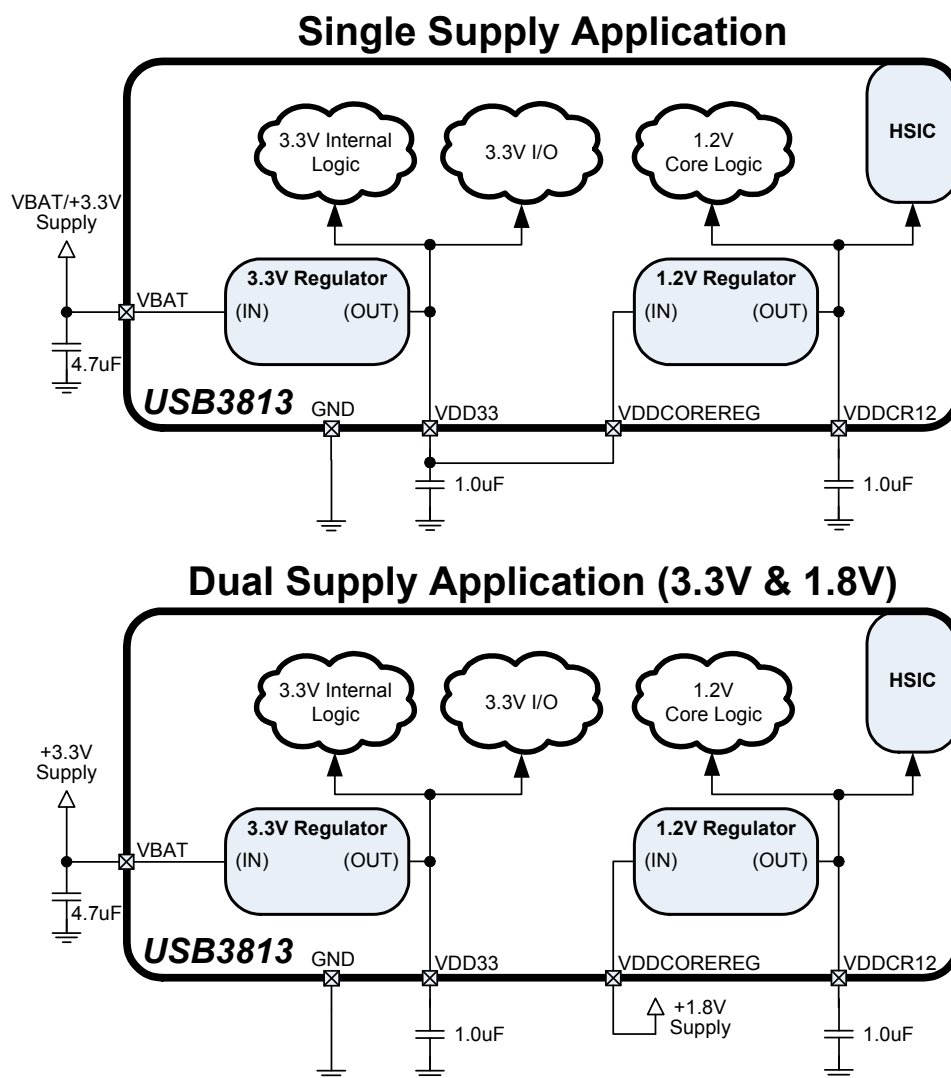 Single Supply Application
3.3V Internal
Logic
3.3V I/O
1.2V
Core Logic
HSIC
VBAT/+3.3V
Supply
VBAT
4.7uF
3.3V Regulator
(IN)
(OUT)
1.2V Regulator
(IN)
(OUT)
USB3813
GND
VDD33
VDDCOREREG
VDDCR12
1.0uF
1.0uF
Dual Supply Application (3.3V & 1.8V)
3.3V Internal
Logic
3.3V I/O
1.2V
Core Logic
HSIC
+3.3V
Supply
VBAT
4.7uF
3.3V Regulator
(IN)
(OUT)
1.2V Regulator
(IN)
(OUT)
USB3813
GND
VDD33
VDDCOREREG
VDDCR12
1.0uF
+1.8V
Supply
1.0uF